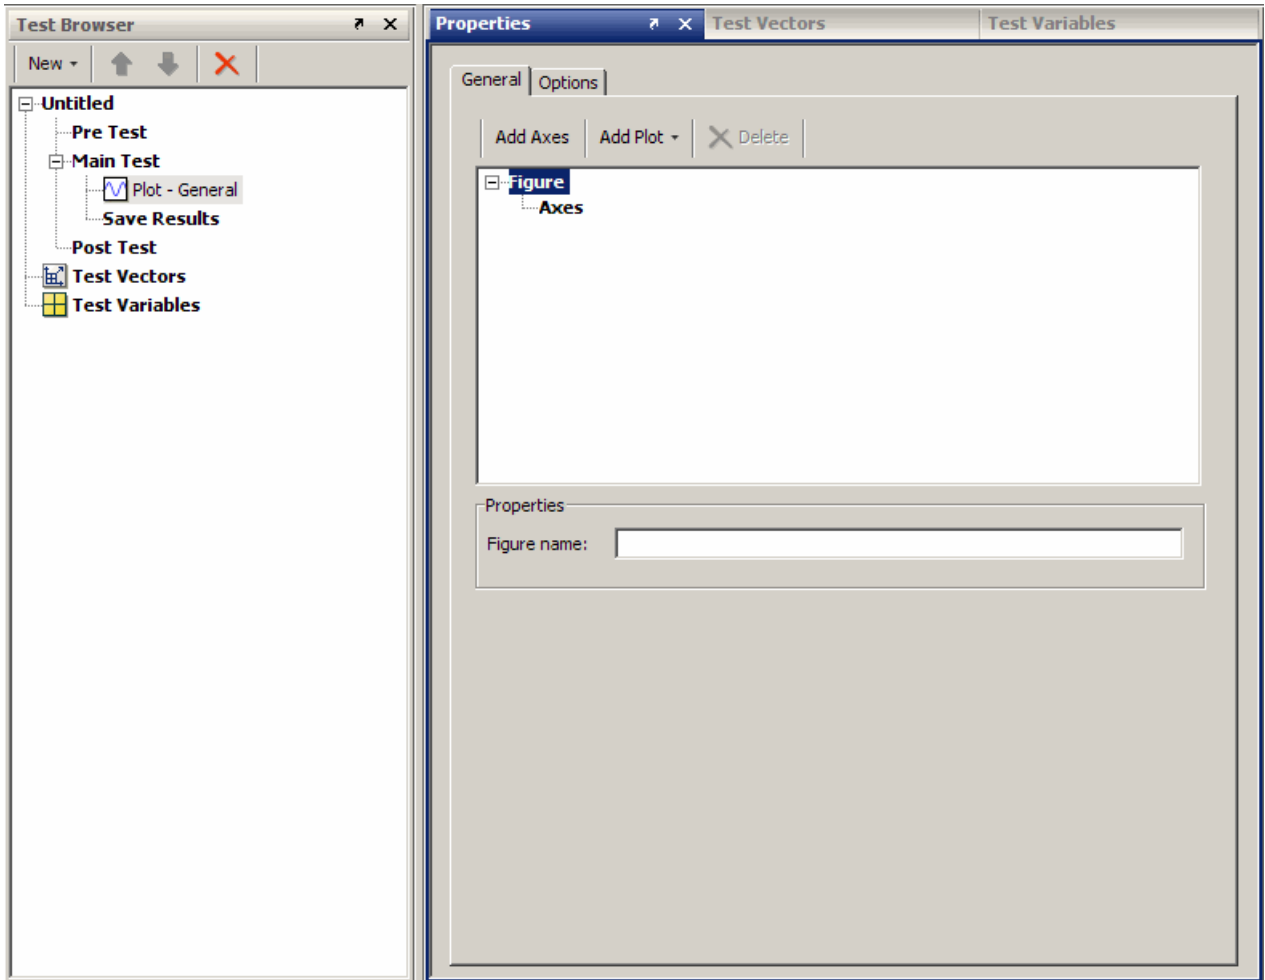 Test Browser
New
Untitled
Pre Test
Main Test
Plot - General
Save Results
Post Test
Test Vectors
Test Variables
Properties
Test Vectors
Test Variables
General
Options
Add Axes
Add Plot
Delete
Figure
Axes
Properties
Figure name: